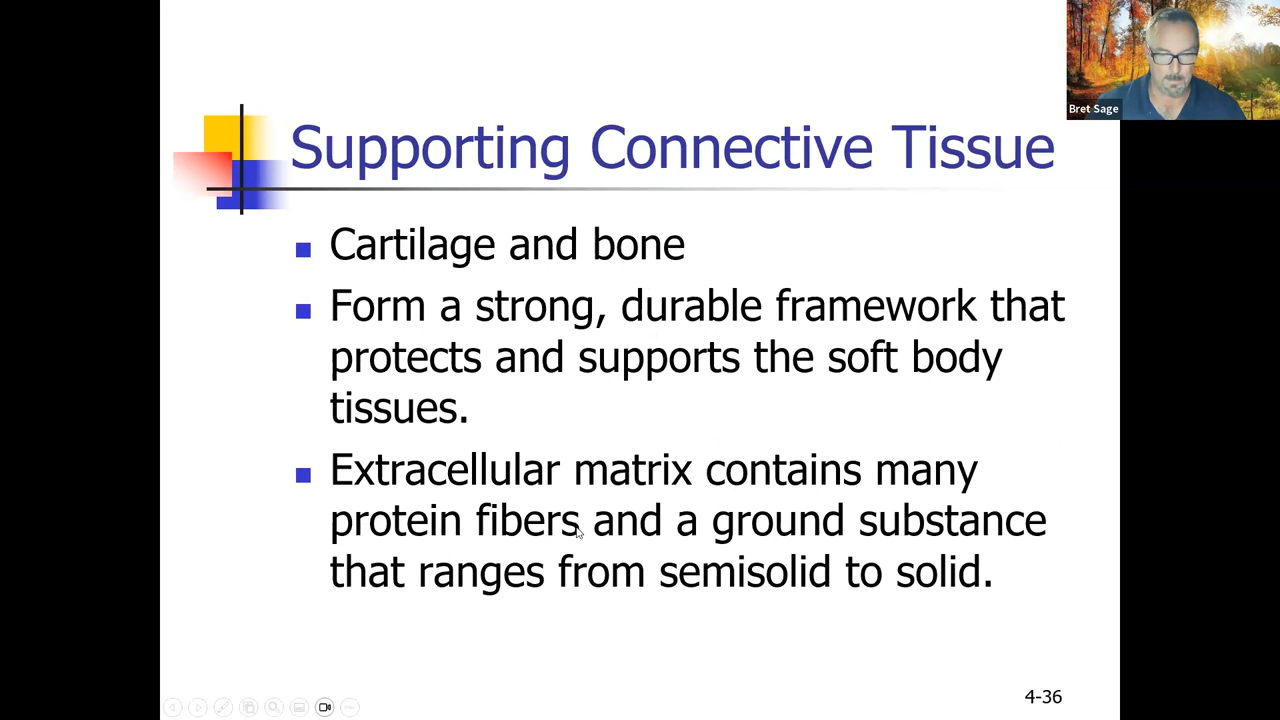 Bret Sage
Supporting Connective Tissue
Cartilage and bone
Form a strong, durable framework that
protects and supports the soft body
tissues.
Extracellular matrix contains many
protein fibers and a ground substance
that ranges from semisolid to solid.
4-36